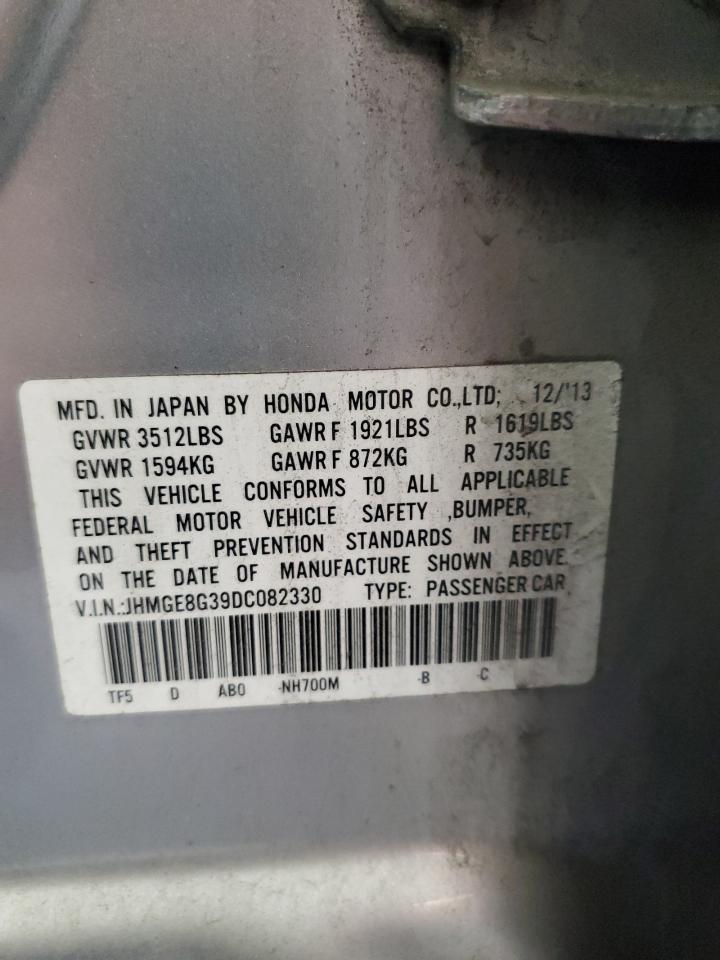 MFD. IN JAPAN BY HONDA MOTOR CO.,LTD; 12/'13
GVWR 3512LBS GAWR F 1921LBS R 1619LBS
GVWR 1594KG GAWR F 872KG R 735KG
THIS VEHICLE CONFORMS TO ALL APPLICABLE
FEDERAL MOTOR VEHICLE SAFETY ,BUMPER,
AND THEFT PREVENTION STANDARDS IN EFFECT
ON THE DATE OF MANUFACTURE SHOWN ABOVE.
V.I.N.:JHMGE8G39DC082330 TYPE: PASSENGER CAR
TF5 D AB0 -NH700M -B -C